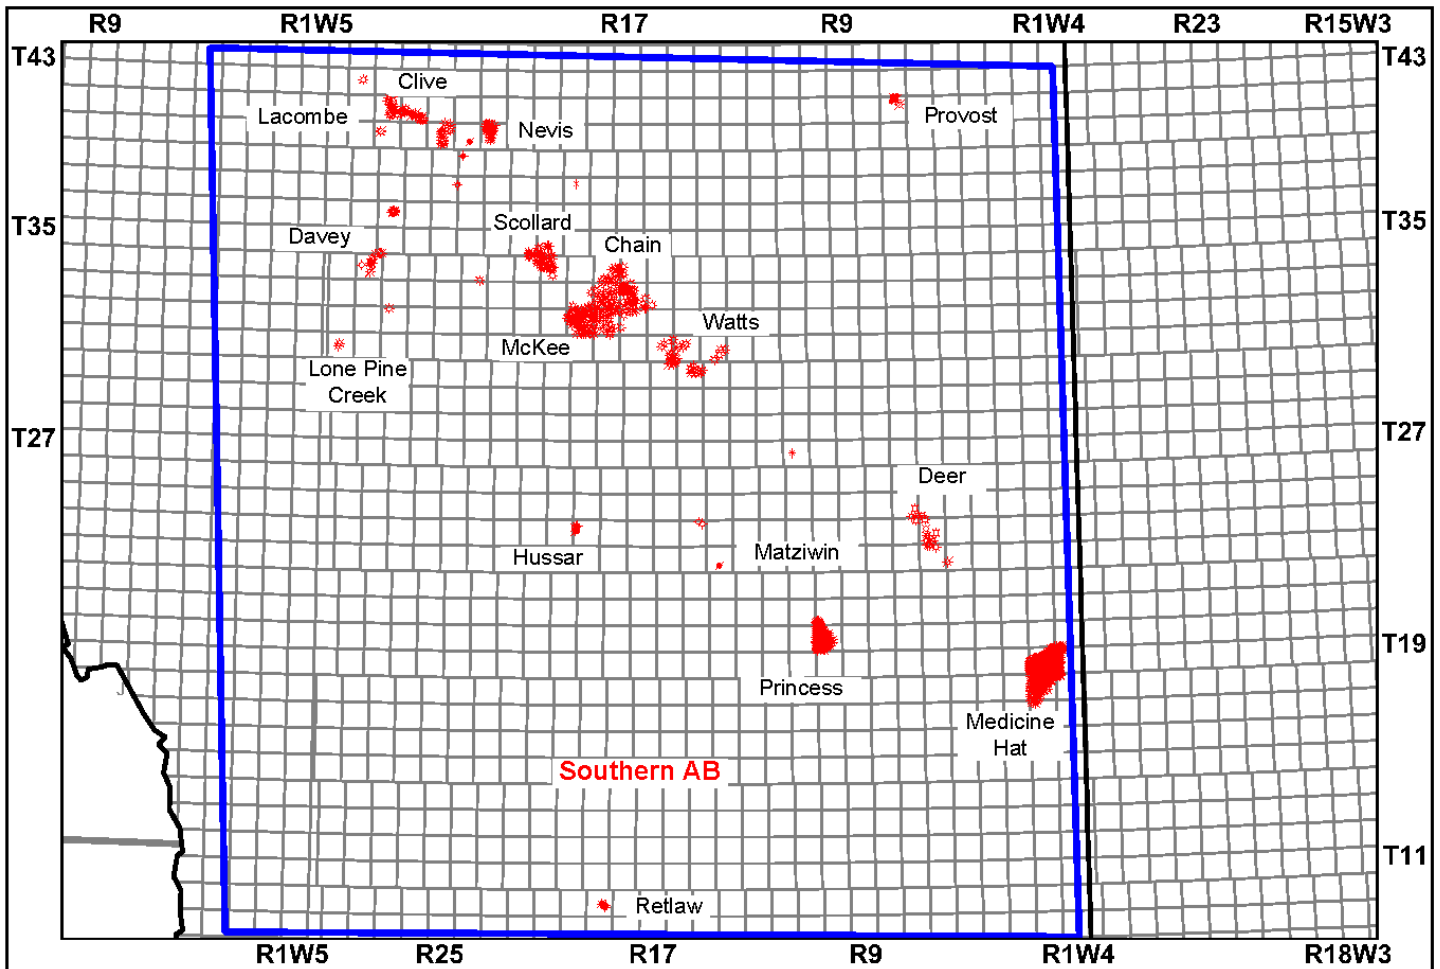 R9 R1W5 R17 R9 R1W4 R23 R15W3
T43 T43
Clive
Lacombe
Provost
Nevis
T35 T35
Scollard
Davey
Chain
Watts
McKee
Lone Pine
Creek
T27 T27
Deer
Matziwin
Hussar
T19 T19
Princess
Medicine
Hat
Southern AB
T11
Retlaw
R1W5 R25 R17 R9 R1W4 R18W3